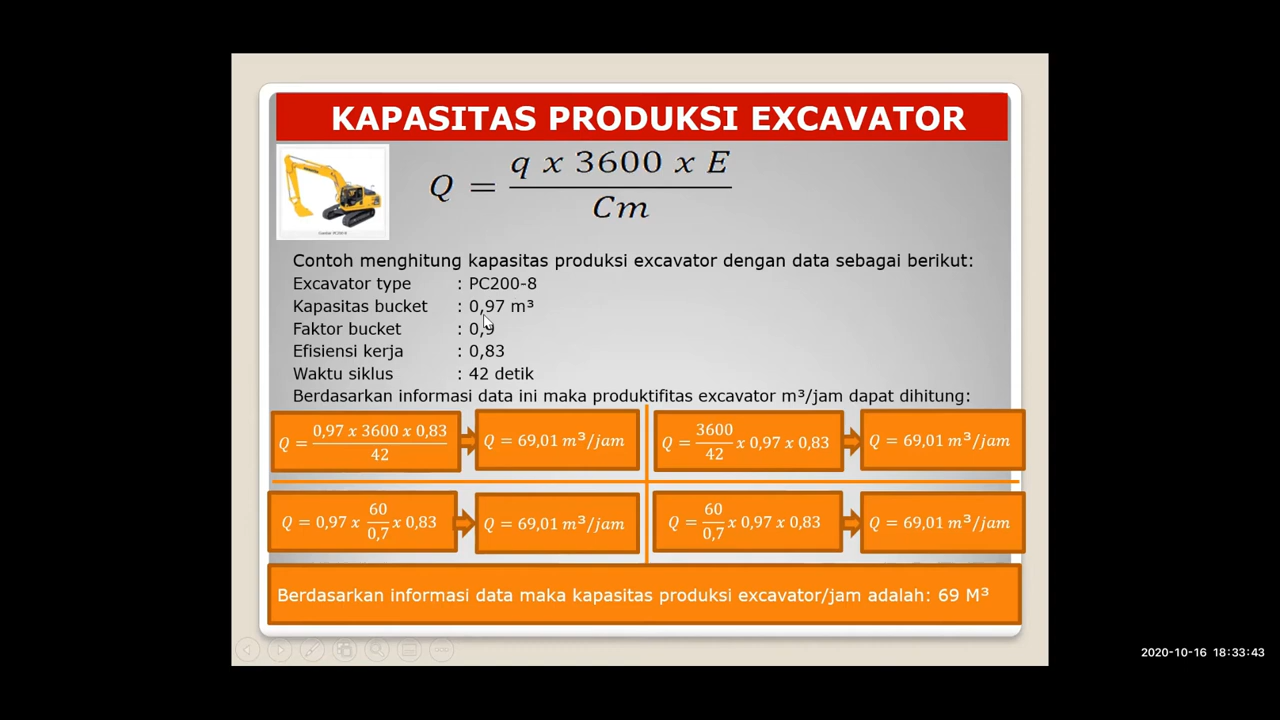 KAPASITAS PRODUKSI EXCAVATOR
Q = q x 3600 x E / Cm
Contoh menghitung kapasitas produksi excavator dengan data sebagai berikut:
Excavator type : PC200-8
Kapasitas bucket : 0,97 m³
Faktor bucket : 0,9
Efisiensi kerja : 0,83
Waktu siklus : 42 detik
Berdasarkan informasi data ini maka produktifitas excavator m³/jam dapat dihitung:
Q = 0,97 x 3600 x 0,83 / 42
Q = 69,01 m³/jam
Q = 3600 / 42 x 0,97 x 0,83
Q = 69,01 m³/jam
Q = 0,97 x 60 / 0,7 x 0,83
Q = 69,01 m³/jam
Q = 60 / 0,7 x 0,97 x 0,83
Q = 69,01 m³/jam
Berdasarkan informasi data maka kapasitas produksi excavator/jam adalah: 69 M³
2020-10-16 18:33:43